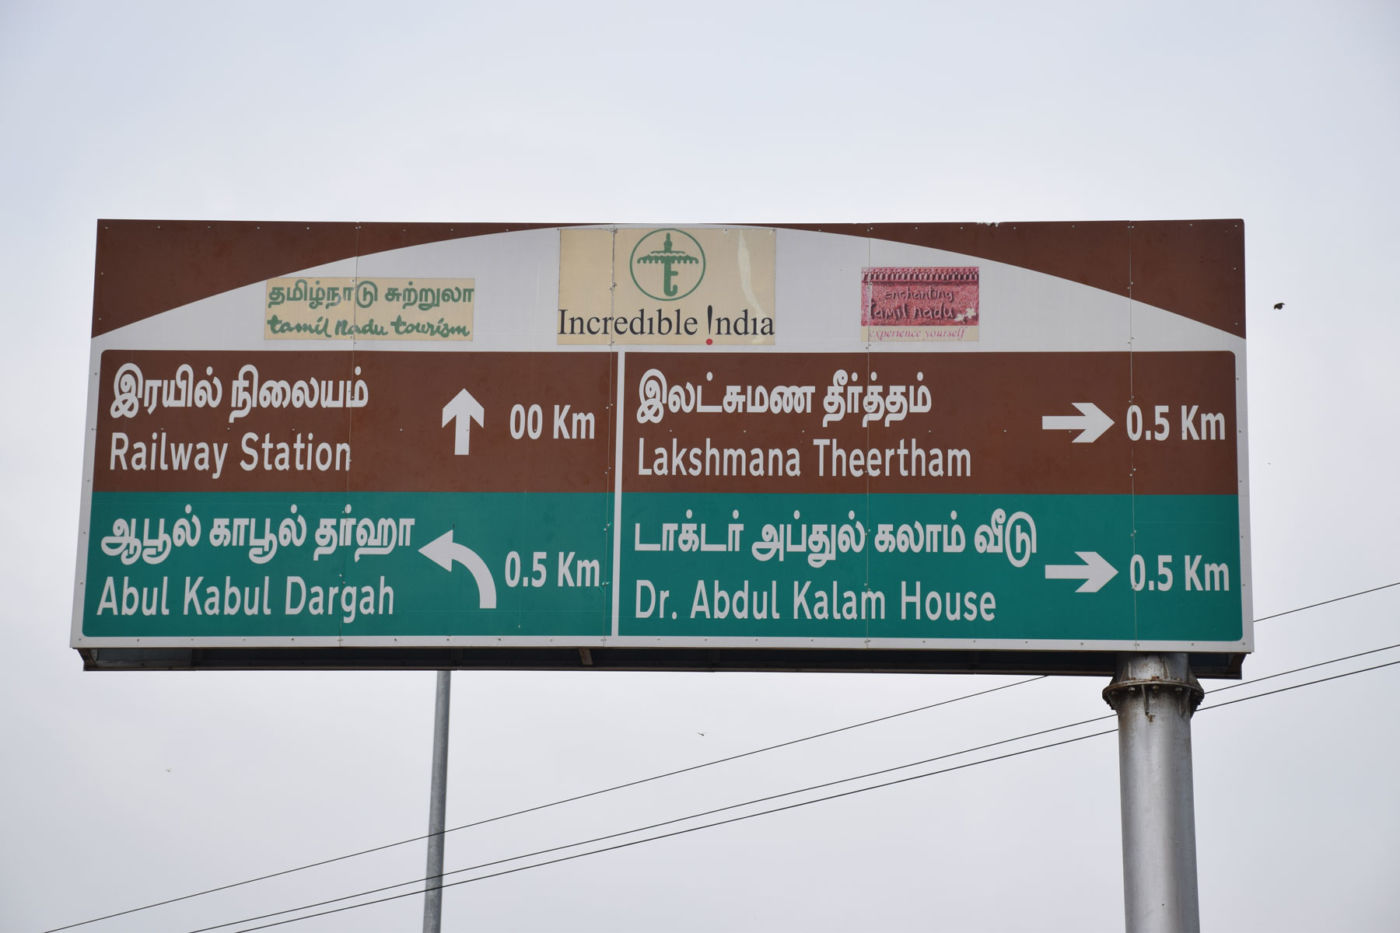 தமிழ்நாடு சுற்றுலா
tamil nadu tourism
t
Incredible !ndia
enchanting
tamil nadu
experience yourself
இரயில் நிலையம்
Railway Station
00 Km
இலட்சுமண தீர்த்தம்
Lakshmana Theertham
0.5 Km
ஆபூல் காபூல் தர்ஹா
Abul Kabul Dargah
0.5 Km
டாக்டர் அப்துல் கலாம் வீடு
Dr. Abdul Kalam House
0.5 Km